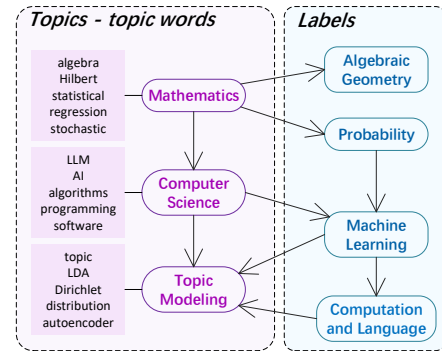 Topics - topic words
Labels
algebra
Hilbert
statistical
regression
stochastic
Mathematics
Algebraic
Geometry
Probability
LLM
AI
algorithms
programming
software
Computer
Science
Machine
Learning
topic
LDA
Dirichlet
distribution
autoencoder
Topic
Modeling
Computation
and Language